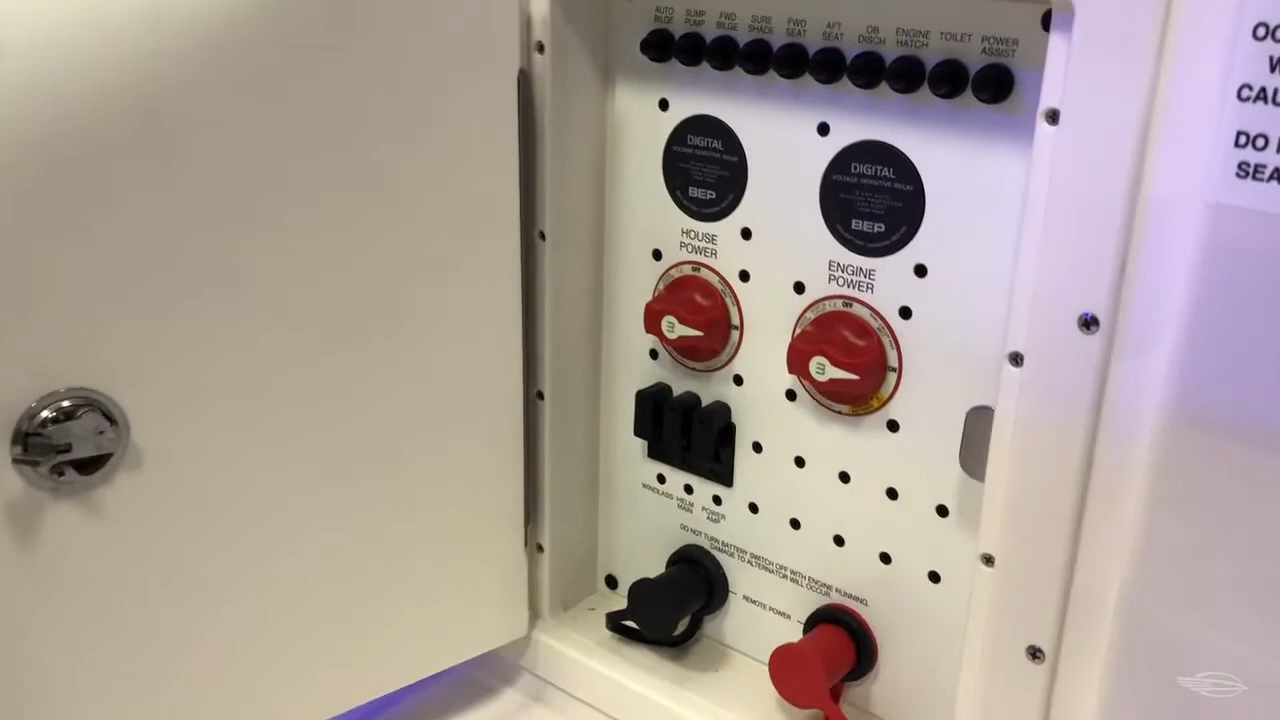 AUTO
BILGE
SUMP
PUMP
FWD
BILGE
SURE
SHADE
FWD
SEAT
AFT
SEAT
OB
DISCH
ENGINE
HATCH
TOILET
POWER
ASSIST
DIGITAL
VOLTAGE SENSITIVE RELAY
BEP
DIGITAL
VOLTAGE SENSITIVE RELAY
BEP
HOUSE
POWER
ENGINE
POWER
OFF
ON
OFF
ON
WINDLASS
HELM
MAIN
POWER
AMP
DO NOT TURN BATTERY SWITCH OFF WITH ENGINE RUNNING.
DAMAGE TO ALTERNATOR WILL OCCUR.
REMOTE POWER
OC
W
CAU
DO
SEA